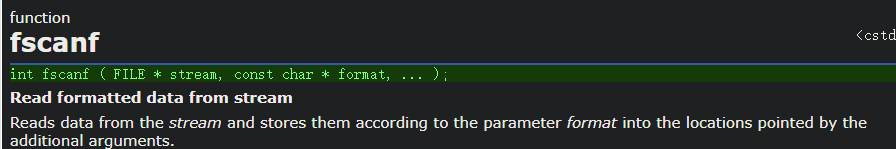 function
fscanf
<cstd
int fscanf ( FILE * stream, const char * format, ... );
Read formatted data from stream
Reads data from the stream and stores them according to the parameter format into the locations pointed by the
additional arguments.